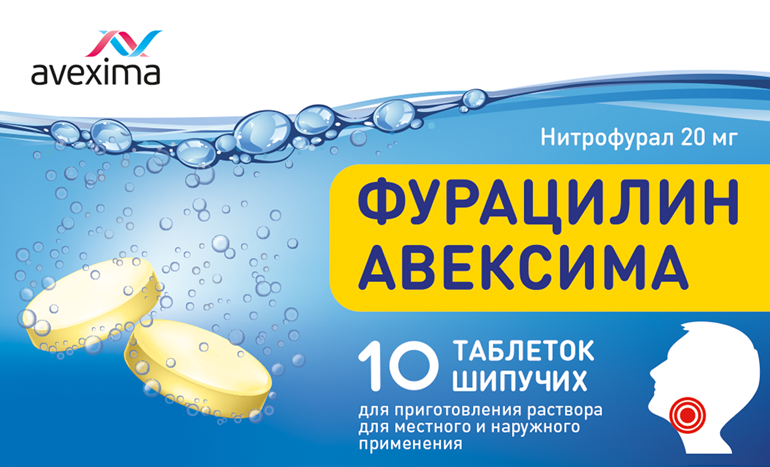 avexima
Нитрофурал 20 мг
ФУРАЦИЛИН
АВЕКСИМА
10 ТАБЛЕТОК
ШИПУЧИХ
для приготовления раствора
для местного и наружного
применения